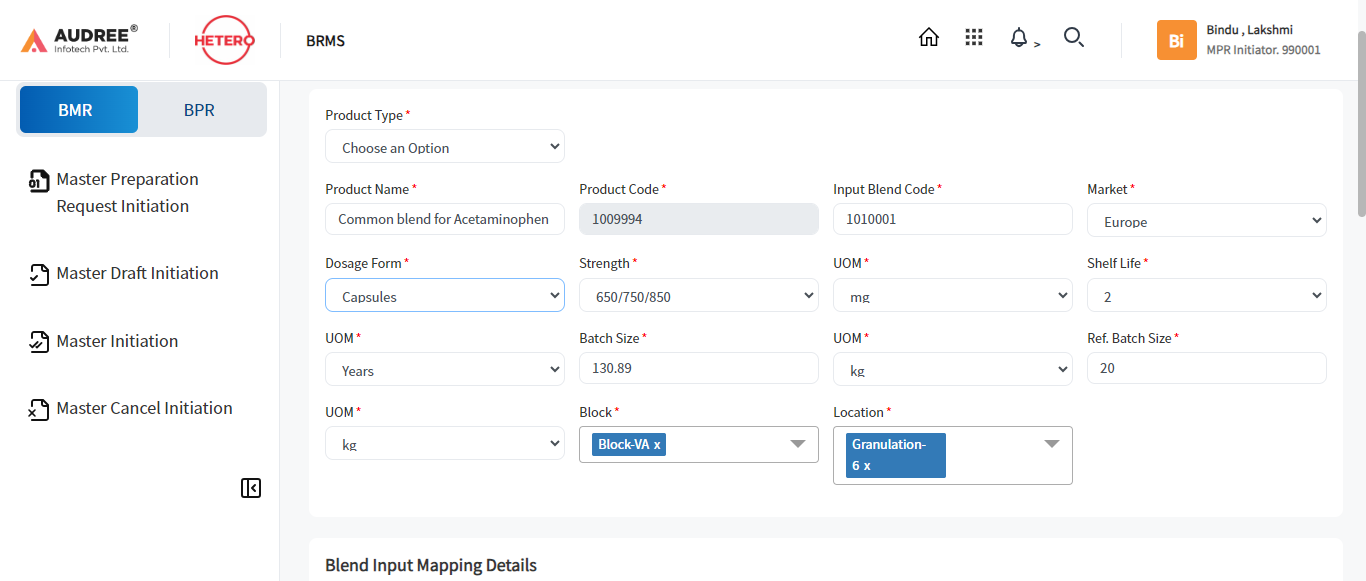 AUDREE®
Infotech Pvt. Ltd.
HETERO
BRMS
>
Bi
Bindu , Lakshmi
MPR Initiator. 990001
BMR
BPR
01
Master Preparation
Request Initiation
Master Draft Initiation
Master Initiation
Master Cancel Initiation
Product Type *
Choose an Option
Product Name * Product Code * Input Blend Code * Market *
Common blend for Acetaminophen 1009994 1010001 Europe
Dosage Form * Strength * UOM * Shelf Life *
Capsules 650/750/850 mg 2
UOM * Batch Size * UOM * Ref. Batch Size *
Years 130.89 kg 20
UOM * Block * Location *
kg Block-VA x Granulation-
6 x
Blend Input Mapping Details